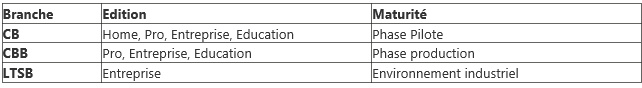 Branche Edition Maturité
CB Home, Pro, Entreprise, Education Phase Pilote
CBB Pro, Entreprise, Education Phase production
LTSB Entreprise Environnement industriel